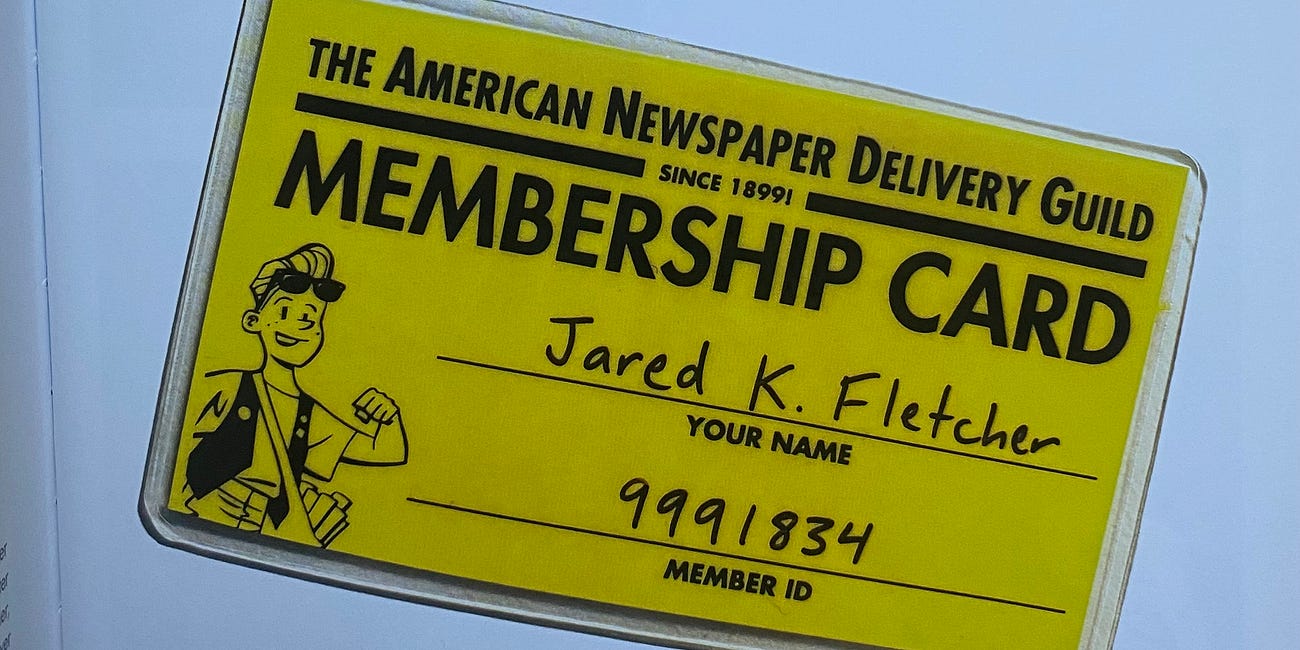 THE AMERICAN NEWSPAPER DELIVERY GUILD
SINCE 1899!
MEMBERSHIP CARD
Jared K. Fletcher
YOUR NAME
9991834
MEMBER ID